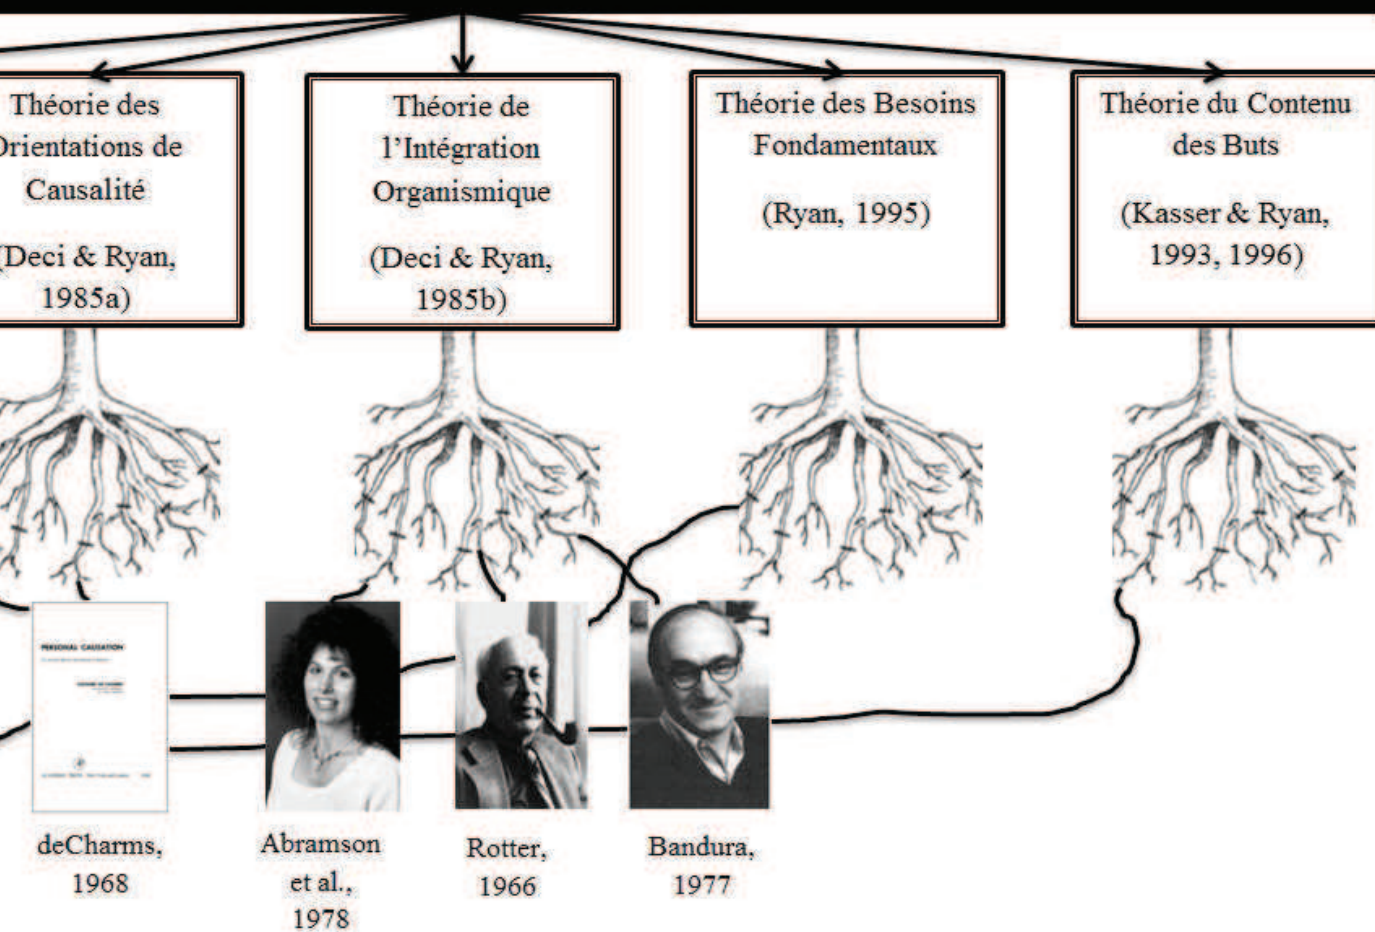 Théorie des
Orientations de
Causalité
(Deci & Ryan,
1985a)
Théorie de
l'Intégration
Organismique
(Deci & Ryan,
1985b)
Théorie des Besoins
Fondamentaux
(Ryan, 1995)
Théorie du Contenu
des Buts
(Kasser & Ryan,
1993, 1996)
PERSONAL CAUSATION
deCharms,
1968
Abramson
et al.,
1978
Rotter,
1966
Bandura,
1977